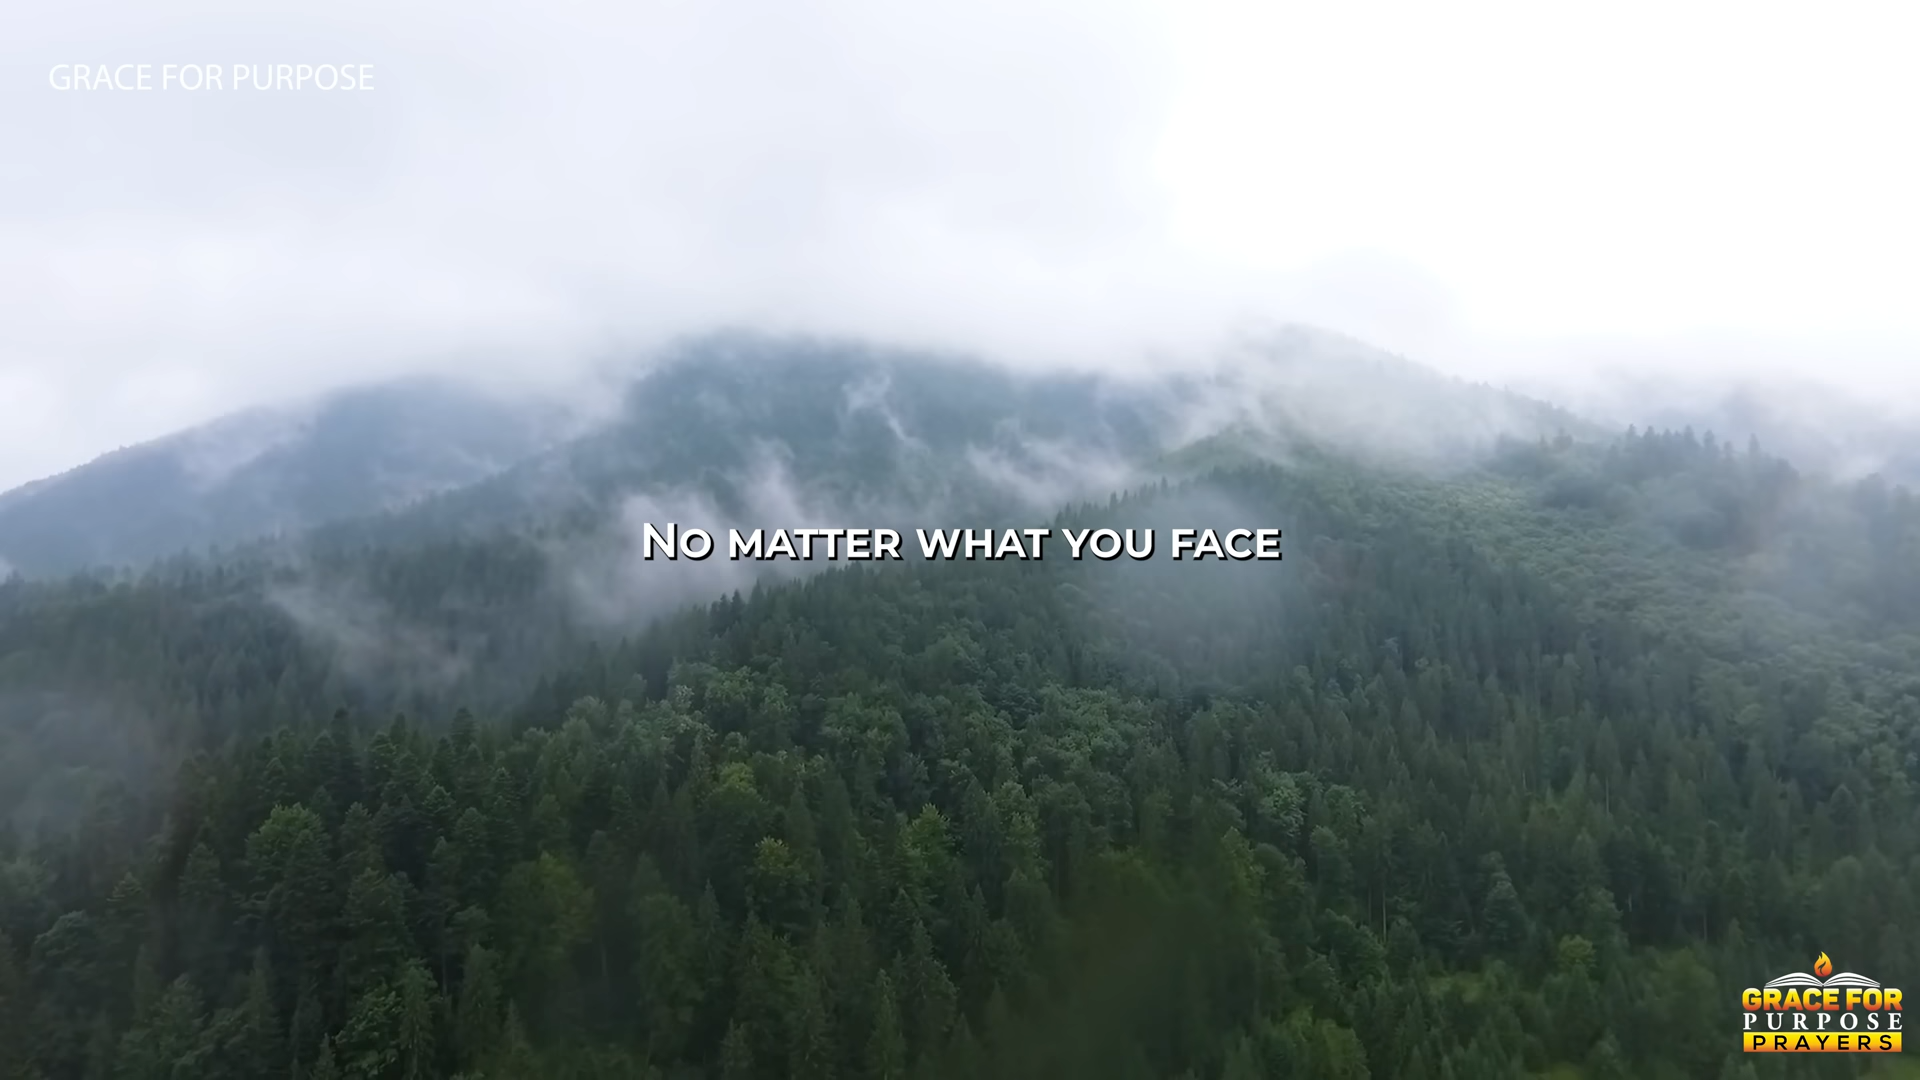 GRACE FOR PURPOSE
No matter what you face
GRACE FOR
PURPOSE
PRAYERS